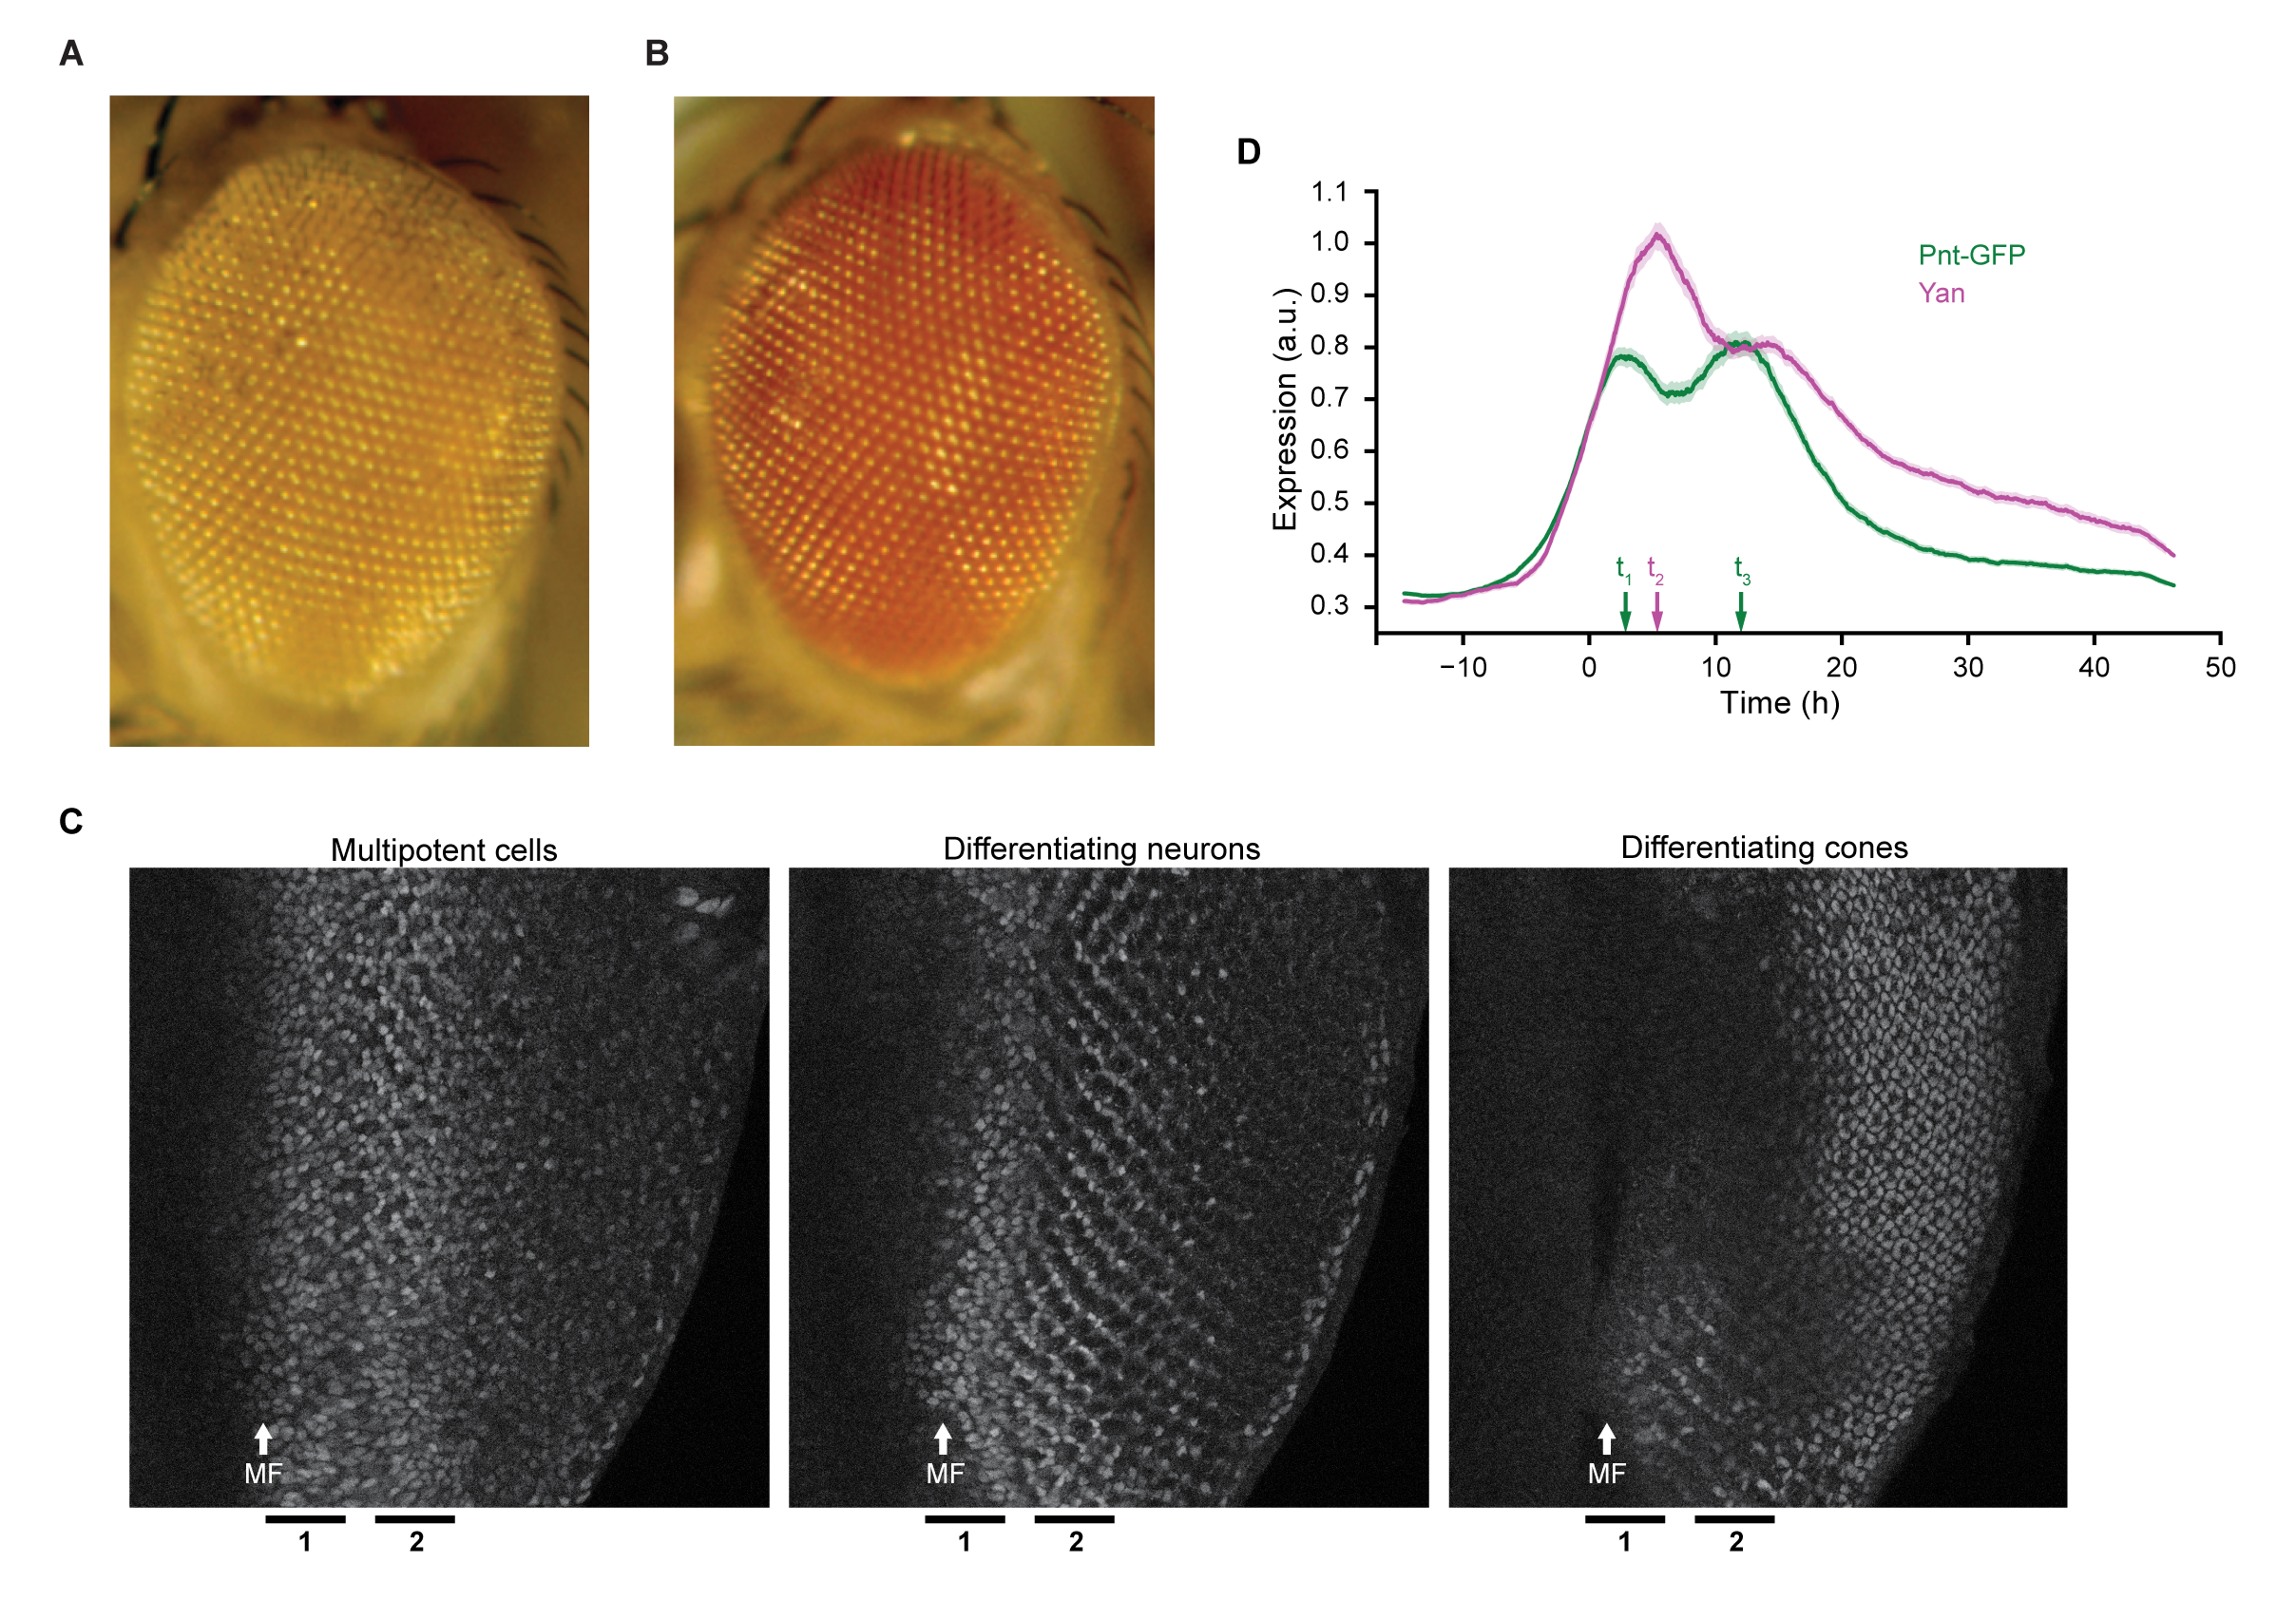 A
B
D
1.1
1.0
0.9
0.8
0.7
0.6
0.5
0.4
0.3
Expression (a.u.)
Pnt-GFP
Yan
t1 t2 t3
−10 0 10 20 30 40 50
Time (h)
C
Multipotent cells
Differentiating neurons
Differentiating cones
MF
MF
MF
1 2
1 2
1 2